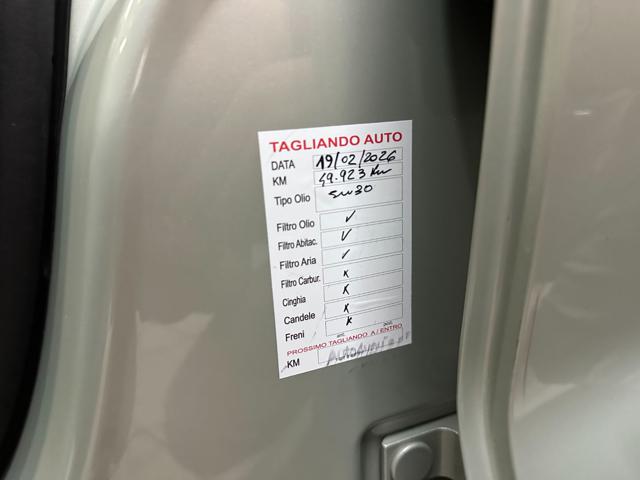 TAGLIANDO AUTO
DATA 19/02/2026
KM 49.923 Km
Tipo Olio 5w30
Filtro Olio ✓
Filtro Abitac. ✓
Filtro Aria ✓
Filtro Carbur. x
Cinghia x
Candele x
Freni x
PROSSIMO TAGLIANDO A / ENTRO
KM